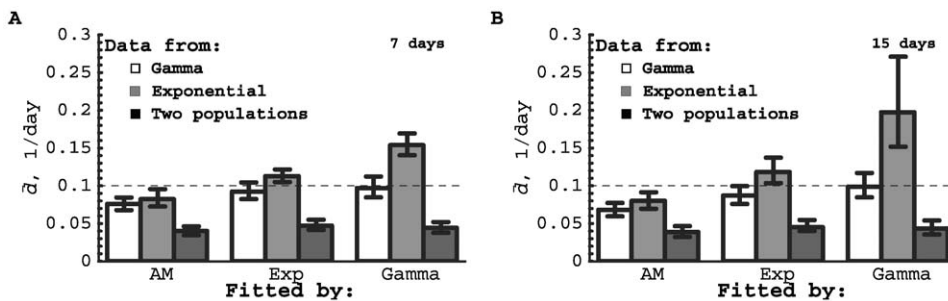 A
0.3
0.25
0.2
0.15
0.1
0.05
0
d̃, 1/day
Data from:
7 days
Gamma
Exponential
Two populations
AM Exp Gamma
Fitted by:
B
0.3
0.25
0.2
0.15
0.1
0.05
0
d̃, 1/day
Data from:
15 days
Gamma
Exponential
Two populations
AM Exp Gamma
Fitted by: